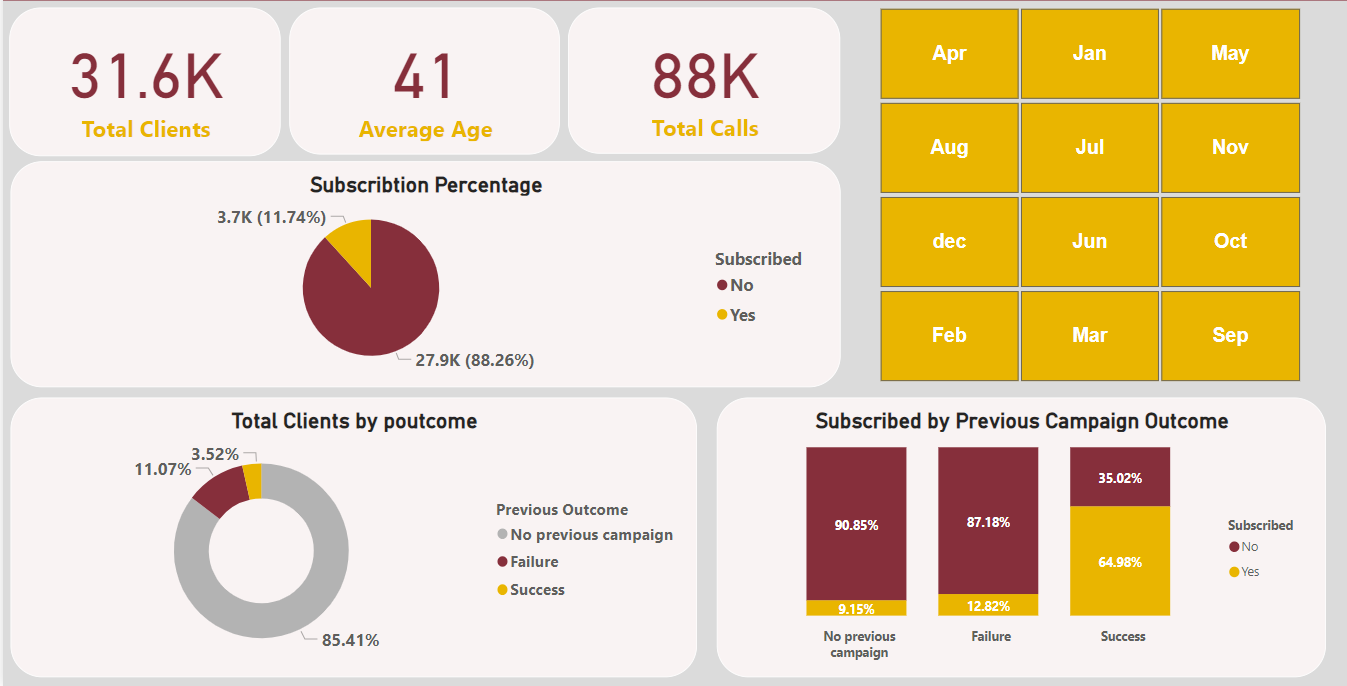 31.6K
Total Clients
41
Average Age
88K
Total Calls
Apr
Jan
May
Aug
Jul
Nov
dec
Jun
Oct
Feb
Mar
Sep
Subscribtion Percentage
3.7K (11.74%)
27.9K (88.26%)
Subscribed
No
Yes
Total Clients by poutcome
3.52%
11.07%
85.41%
Previous Outcome
No previous campaign
Failure
Success
Subscribed by Previous Campaign Outcome
90.85%
9.15%
87.18%
12.82%
35.02%
64.98%
No previous
campaign
Failure
Success
Subscribed
No
Yes